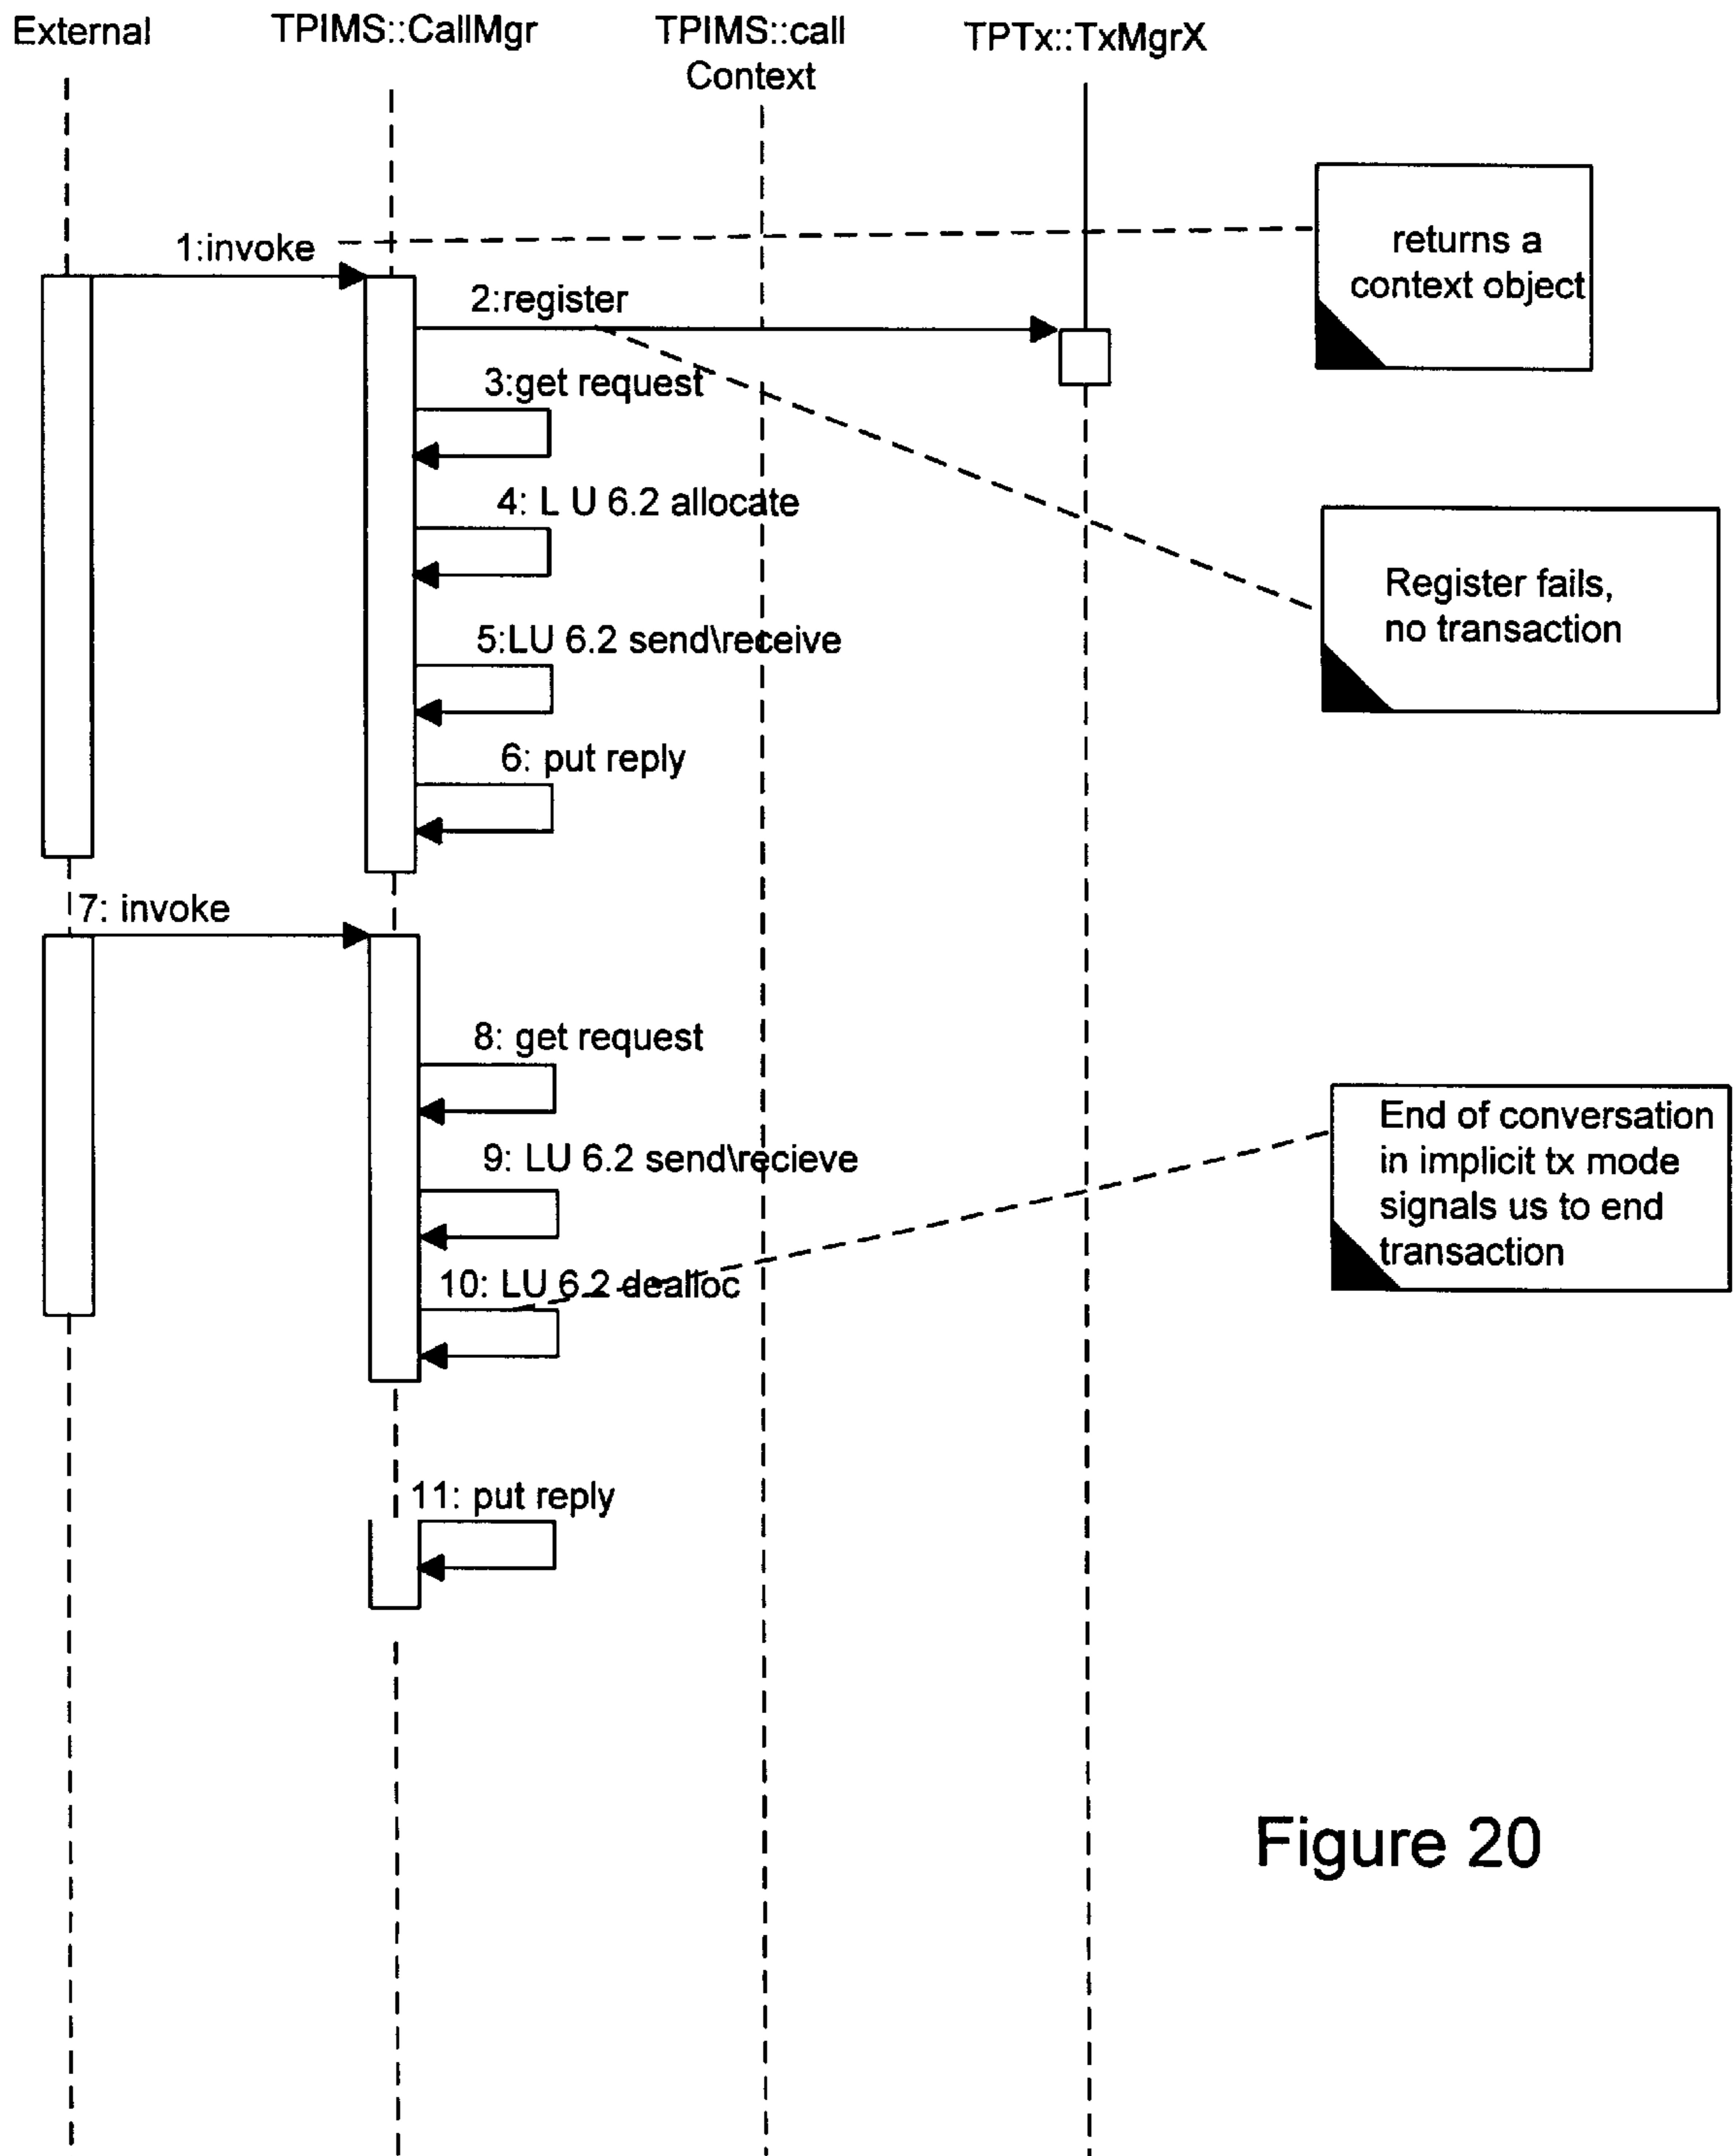 External
TPIMS::CallMgr
TPIMS::call
Context
TPTx::TxMgrX
1:invoke
returns a
context object
2:register
3:get request
4: L U 6.2 allocate
Register fails,
no transaction
5:LU 6.2 send\receive
6: put reply
7: invoke
8: get request
9: LU 6.2 send\recieve
End of conversation
in implicit tx mode
signals us to end
transaction
10: LU 6.2 dealloc
11: put reply
Figure 20